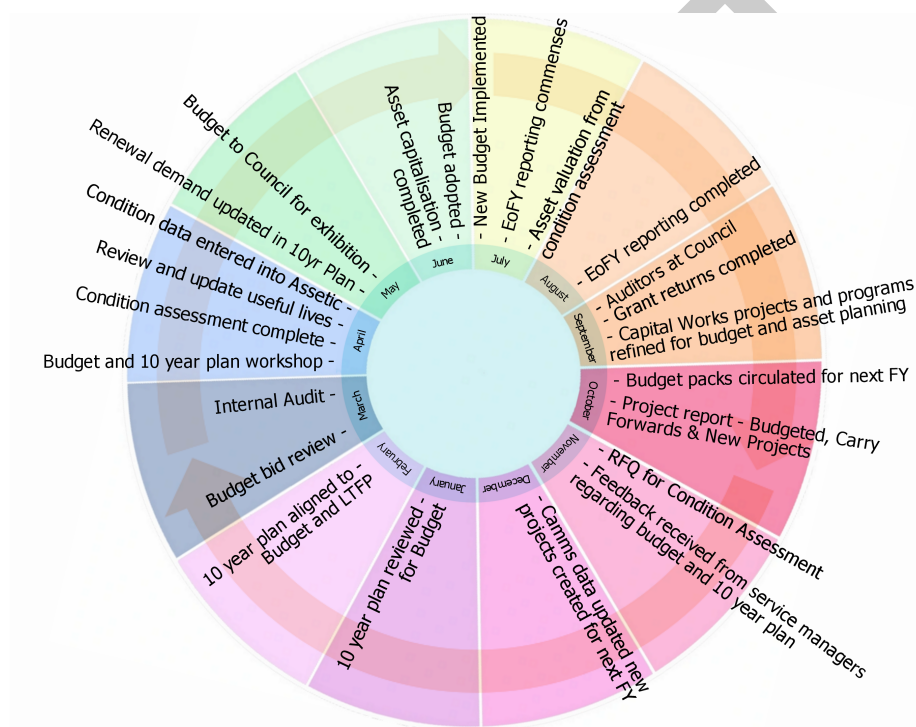 - New Budget Implemented
- EoFY reporting commenses
- Asset valuation from
condition assessment
July
- EoFY reporting completed
August
- Auditors at Council
- Grant returns completed
- Capital Works projects and programs
refined for budget and asset planning
September
- Budget packs circulated for next FY
- Project report - Budgeted, Carry
Forwards & New Projects
October
- RFQ for Condition Assessment
- Feedback received from service managers
regarding budget and 10 year plan
November
- Camms data updated new
projects created for next FY
December
10 year plan reviewed -
for Budget
January
10 year plan aligned to -
Budget and LTFP
February
Budget bid review -
Internal Audit -
March
Budget and 10 year plan workshop -
Condition assessment complete -
Review and update useful lives -
Condition data entered into Assetic -
April
Renewal demand updated in 10yr Plan -
Budget to Council for exhibition -
May
Asset capitalisation -
completed
Budget adopted -
June